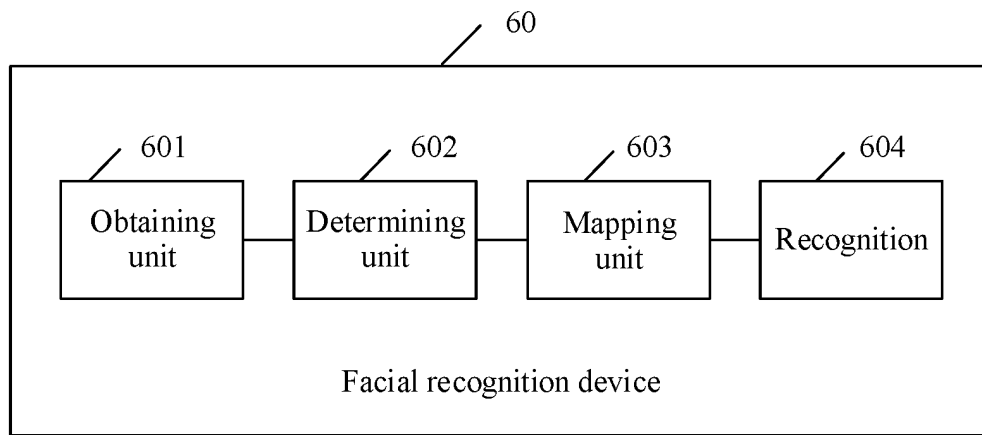 60
601
602
603
604
Obtaining
unit
Determining
unit
Mapping
unit
Recognition
Facial recognition device